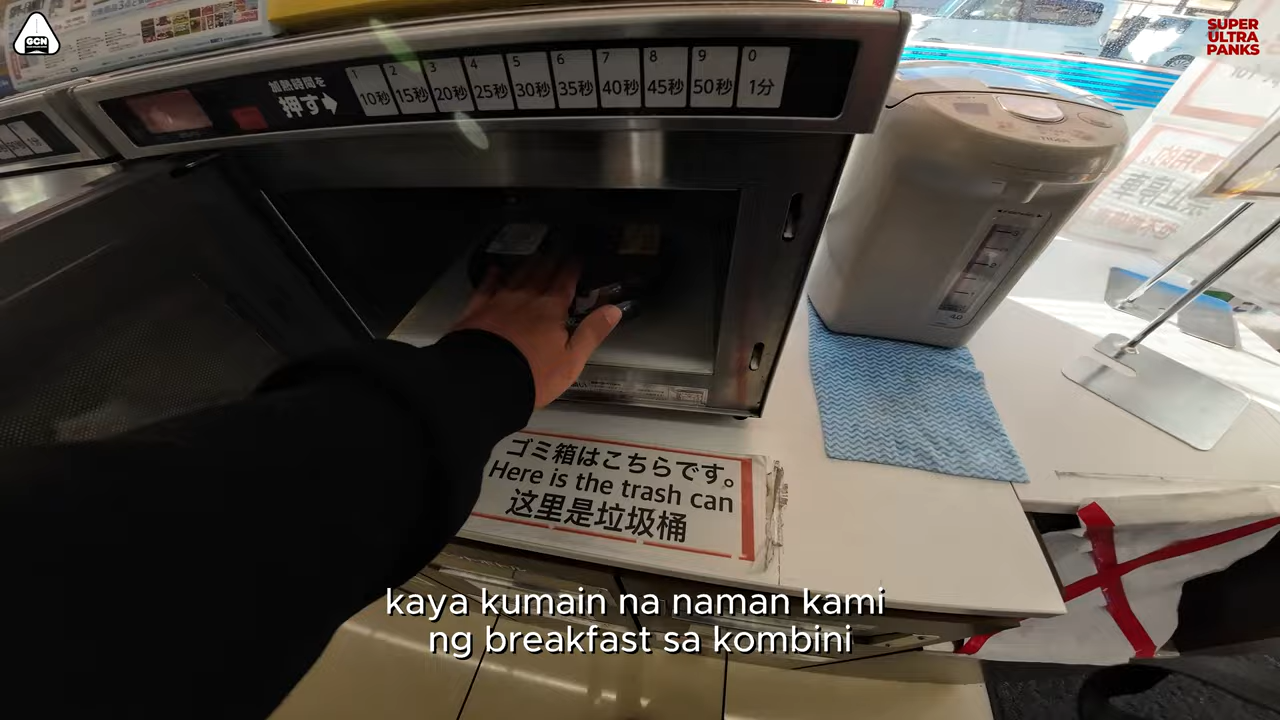 GCN
SUPER
ULTRA
PANKS
加熱時間を
押す
1 2 3 4 5 6 7 8 9 0
10秒 15秒 20秒 25秒 30秒 35秒 40秒 45秒 50秒 1分
ゴミ箱はこちらです。
Here is the trash can
这里是垃圾桶
kaya kumain na naman kami
ng breakfast sa kombini